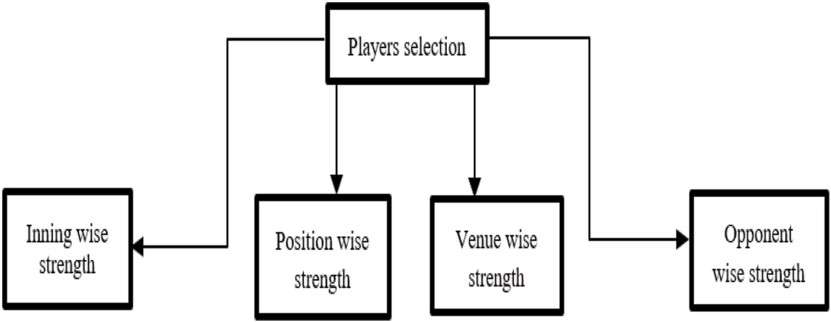 Players selection
Inning wise
strength
Position wise
strength
Venue wise
strength
Opponent
wise strength